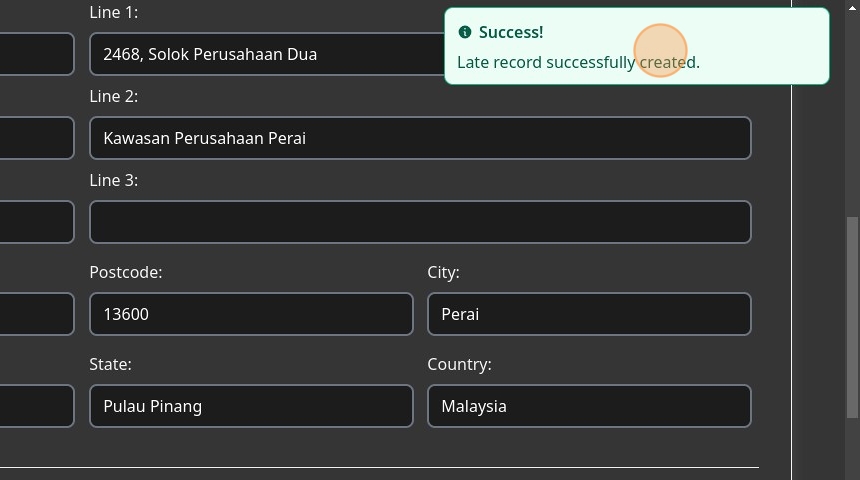 Line 1:
Success!
2468, Solok Perusahaan Dua
Late record successfully created.
Line 2:
Kawasan Perusahaan Perai
Line 3:
Postcode: City:
13600 Perai
State: Country:
Pulau Pinang Malaysia